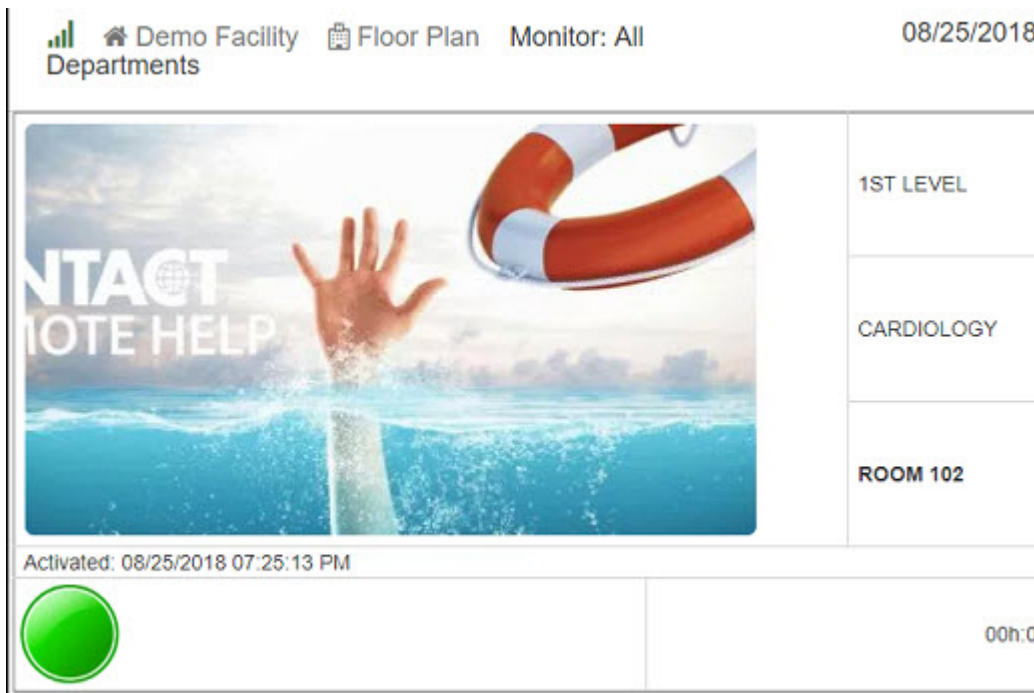 Demo Facility Floor Plan Monitor: All
Departments
08/25/2018
NTACT
MOTE HELP
1ST LEVEL
CARDIOLOGY
ROOM 102
Activated: 08/25/2018 07:25:13 PM
00h:0